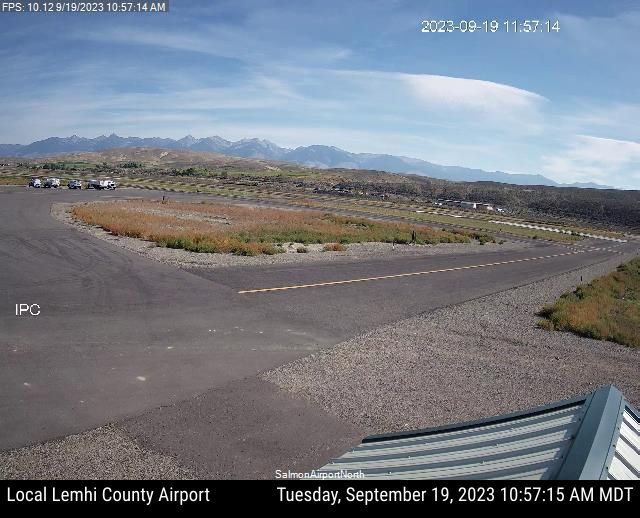 FPS: 10.12 9/19/2023 10:57:14 AM
2023-09-19 11:57:14
IPC
SalmonAirportNorth
Local Lemhi County Airport Tuesday, September 19, 2023 10:57:15 AM MDT